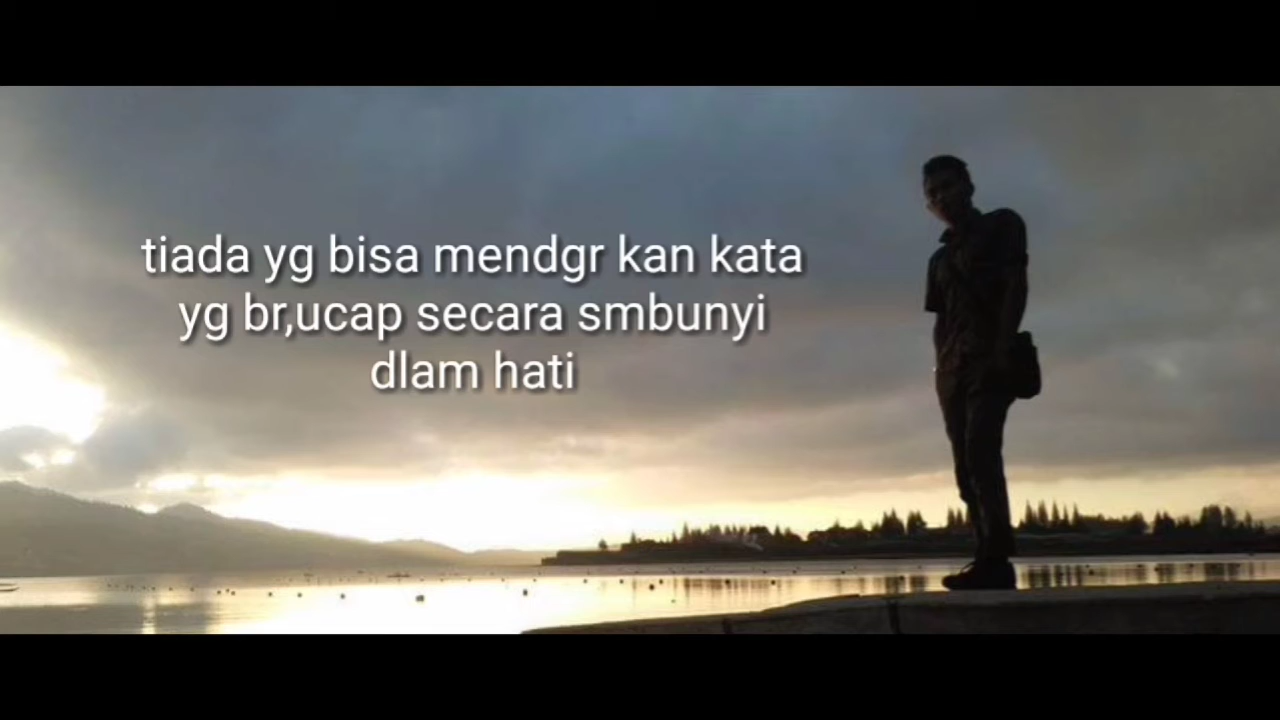 tiada yg bisa mendgr kan kata
yg br,ucap secara smbunyi
dlam hati